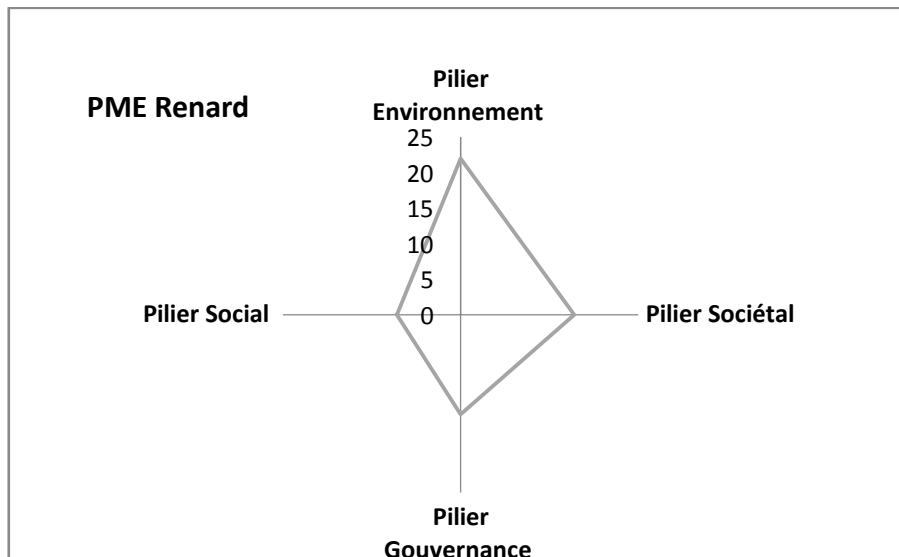 PME Renard
Pilier
Environnement
25
20
15
10
5
0
Pilier Social
Pilier Sociétal
Pilier
Gouvernance